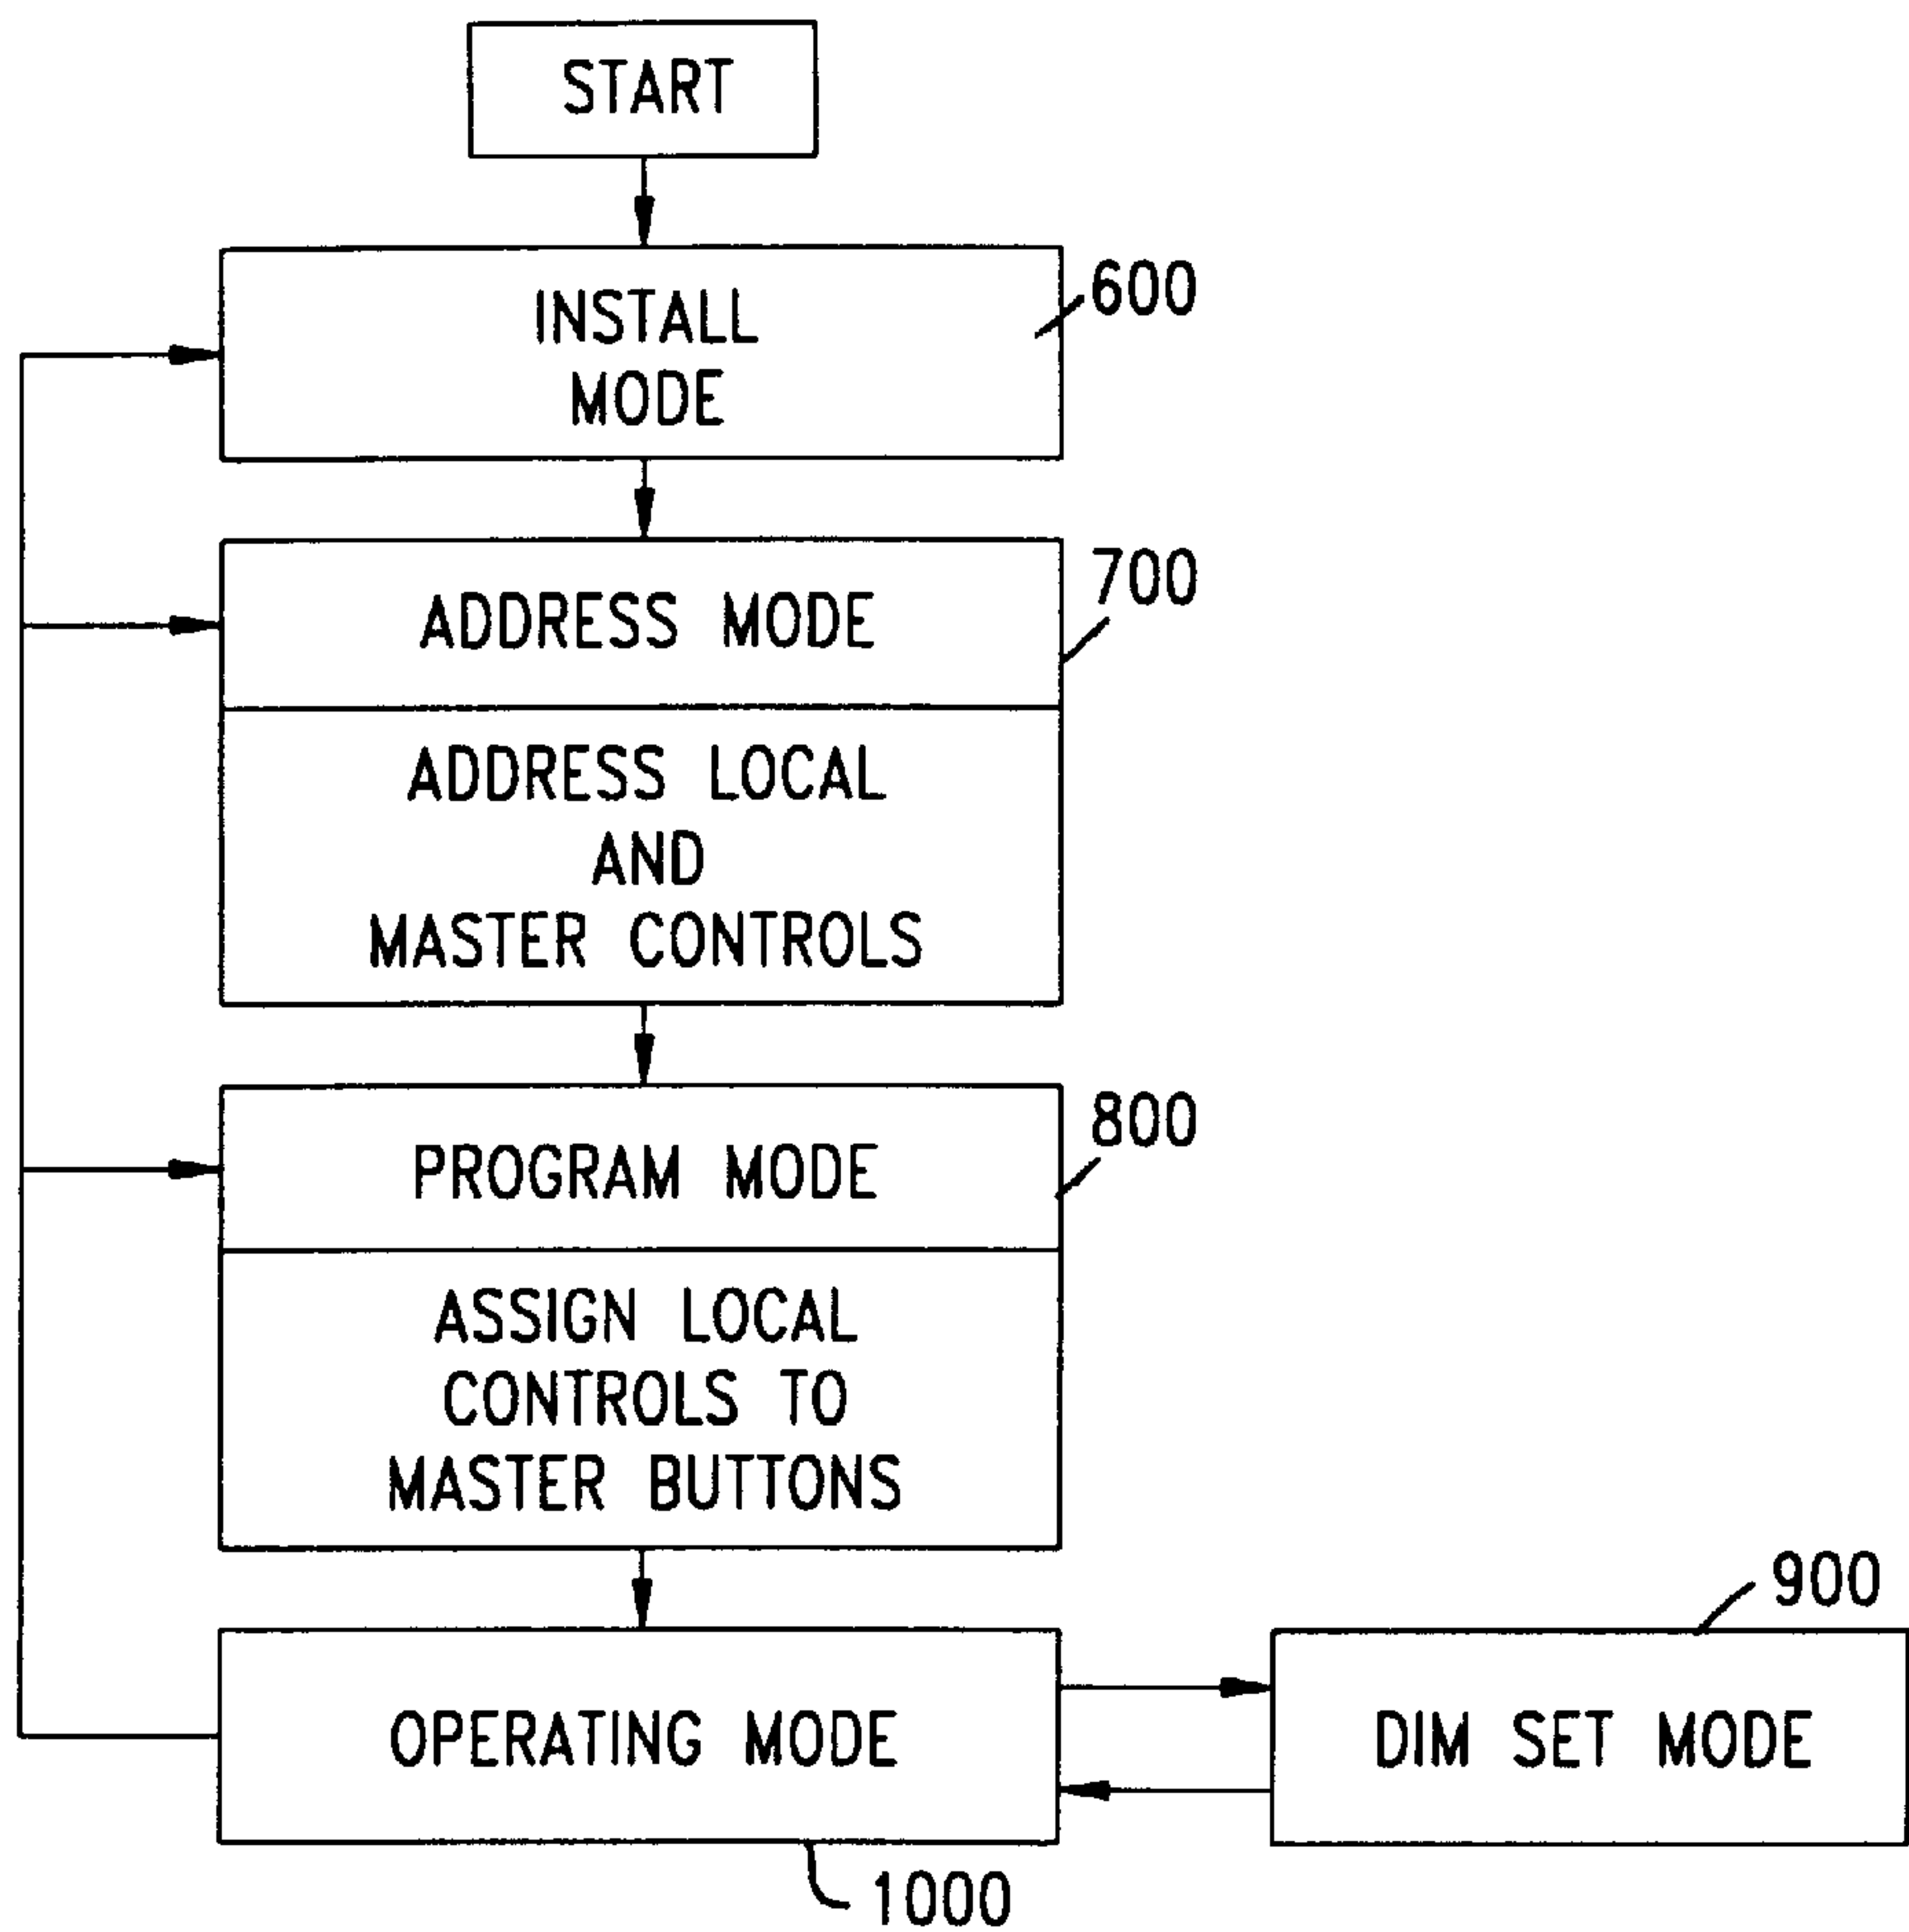 START
INSTALL
MODE
600
ADDRESS MODE
700
ADDRESS LOCAL
AND
MASTER CONTROLS
PROGRAM MODE
800
ASSIGN LOCAL
CONTROLS TO
MASTER BUTTONS
OPERATING MODE
1000
DIM SET MODE
900